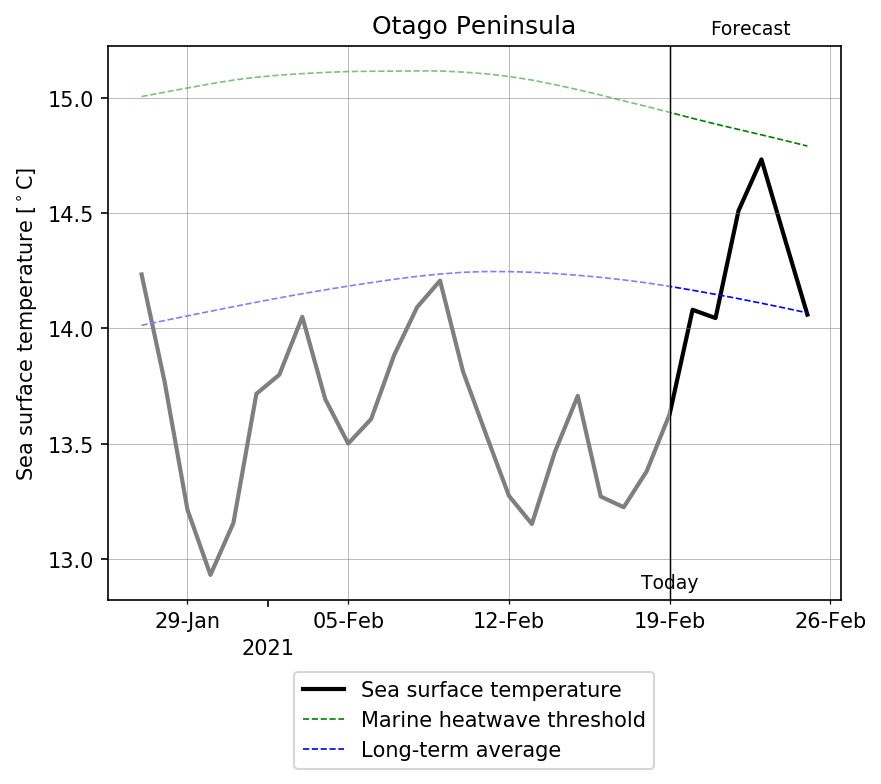 Otago Peninsula
Forecast
Sea surface temperature [°C]
15.0
14.5
14.0
13.5
13.0
Today
29-Jan 05-Feb 12-Feb 19-Feb 26-Feb
2021
Sea surface temperature
Marine heatwave threshold
Long-term average